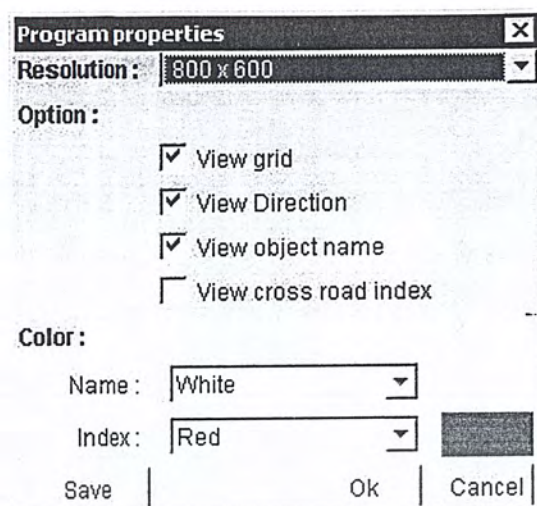 Program properties
Resolution : 800 x 600
Option :
View grid
View Direction
View object name
View cross road index
Color :
Name : White
Index : Red
Save Ok Cancel